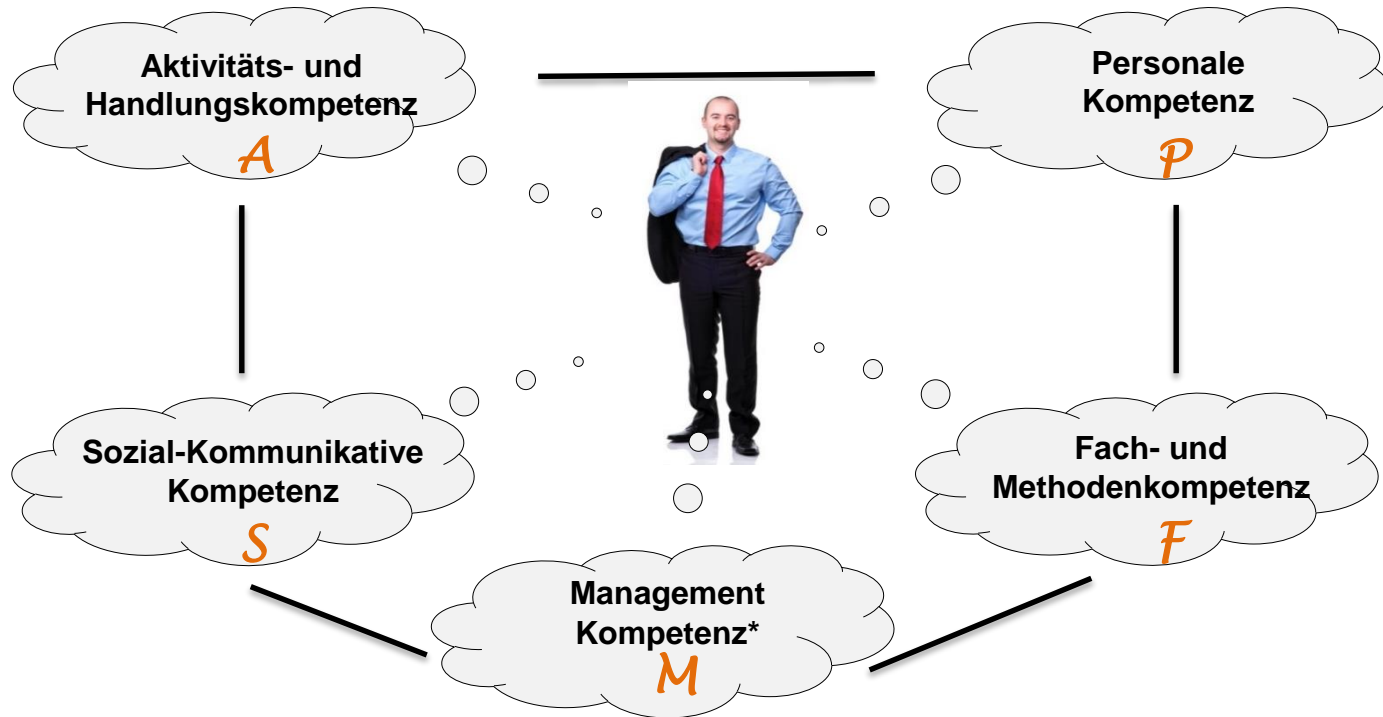 Aktivitäts- und
Handlungskompetenz
A
Personale
Kompetenz
P
Sozial-Kommunikative
Kompetenz
S
Fach- und
Methodenkompetenz
F
Management
Kompetenz*
M